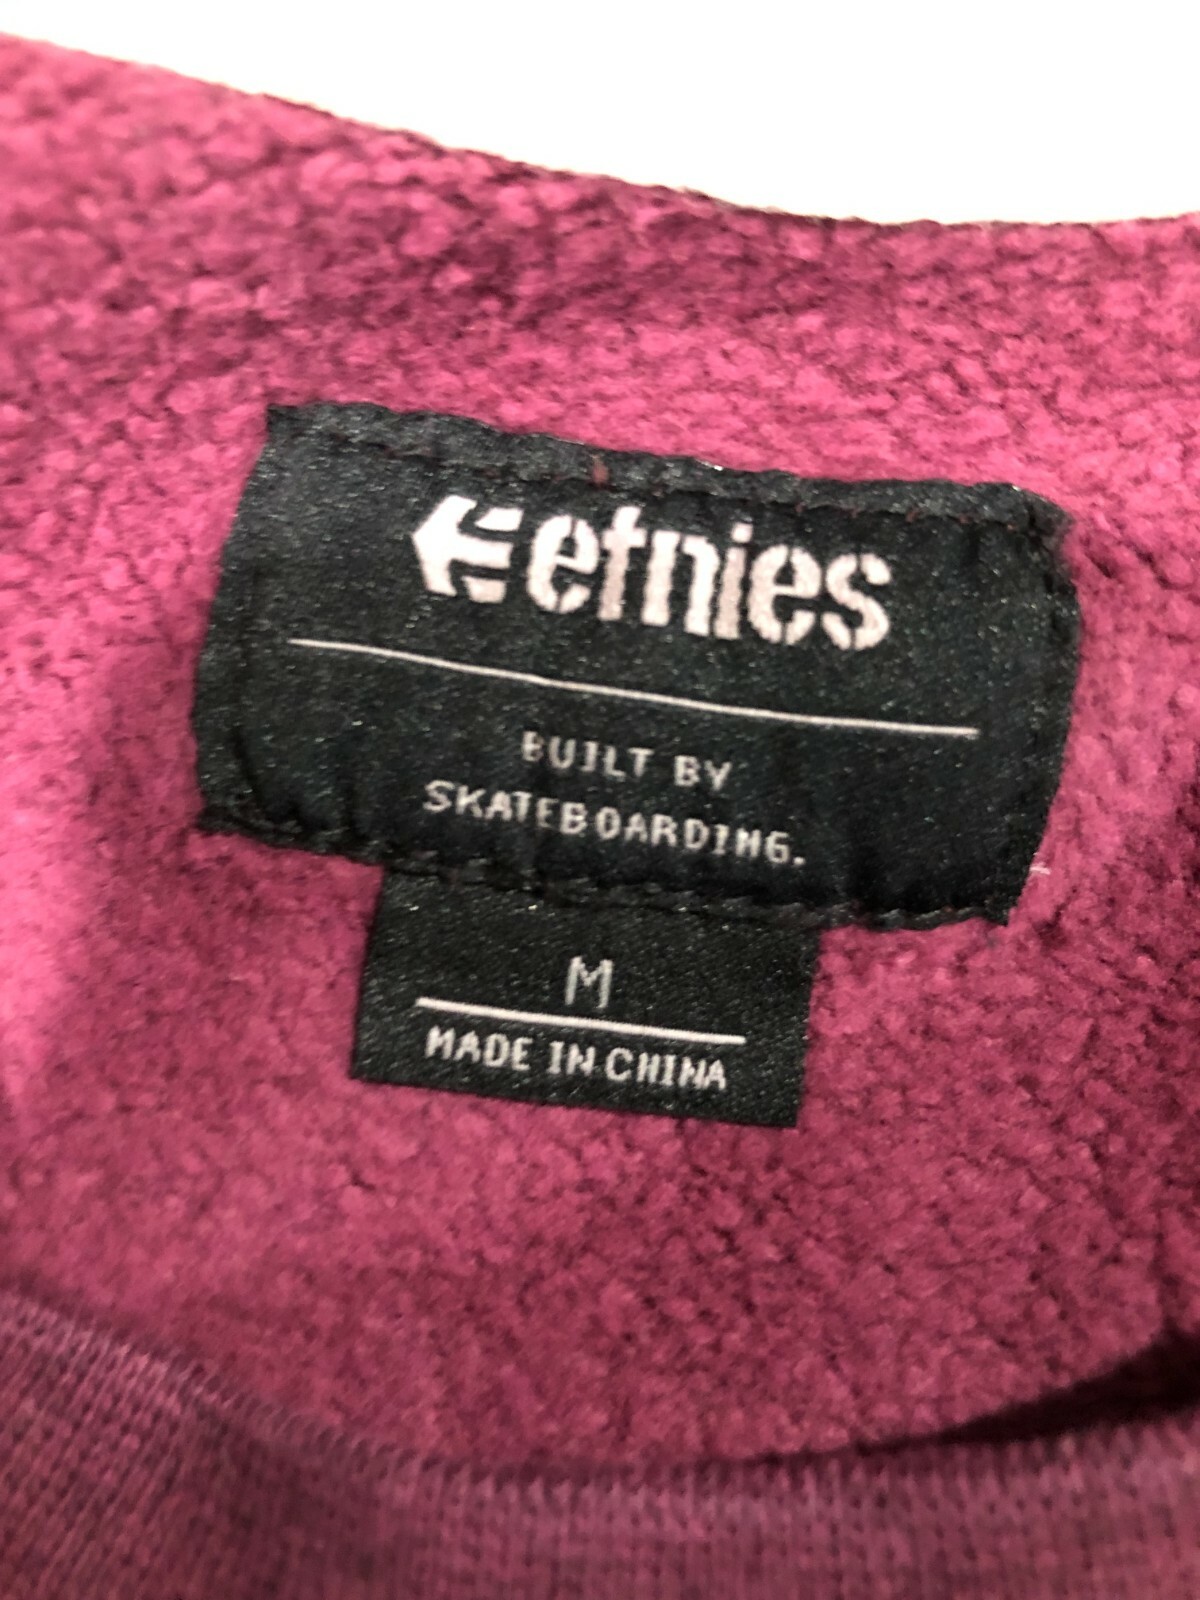 etnies
BUILT BY
SKATEBOARDING.
M
MADE IN CHINA